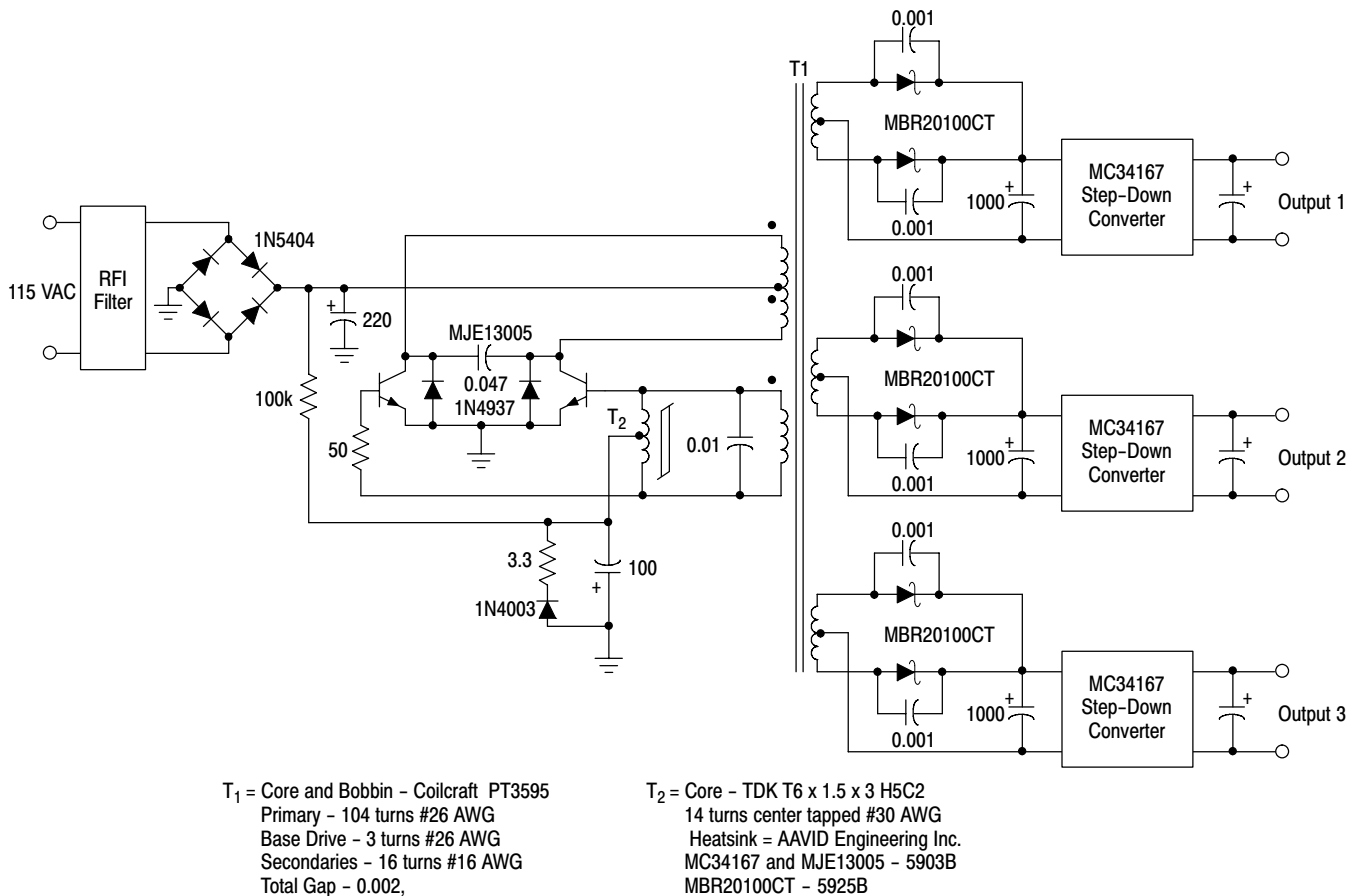 0.001
T1
MBR20100CT
0.001
1000
+
MC34167
Step-Down
Converter
+
Output 1
115 VAC
RFI
Filter
1N5404
+
220
100k
50
MJE13005
0.047
1N4937
T2
0.01
3.3
1N4003
100
+
0.001
MBR20100CT
0.001
1000
+
MC34167
Step-Down
Converter
+
Output 2
0.001
MBR20100CT
0.001
1000
+
MC34167
Step-Down
Converter
+
Output 3
T1 = Core and Bobbin - Coilcraft PT3595
Primary - 104 turns #26 AWG
Base Drive - 3 turns #26 AWG
Secondaries - 16 turns #16 AWG
Total Gap - 0.002,
T2 = Core - TDK T6 x 1.5 x 3 H5C2
14 turns center tapped #30 AWG
Heatsink = AAVID Engineering Inc.
MC34167 and MJE13005 - 5903B
MBR20100CT - 5925B